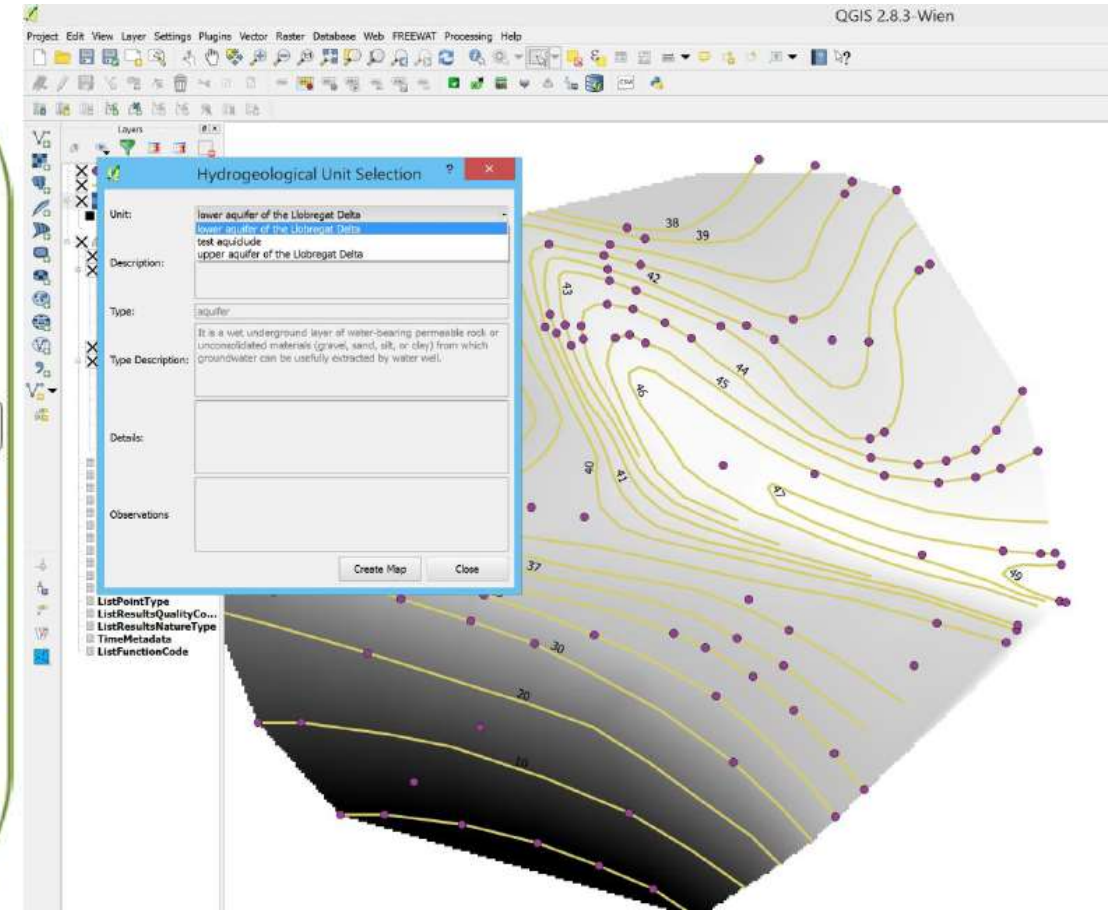 QGIS 2.8.3-Wien
Project Edit View Layer Settings Plugins Vector Raster Database Web FREEWAT Processing Help
CSW
Layers
Hydrogeological Unit Selection ? ×
Unit: lower aquifer of the Llobregat Delta
lower aquifer of the Llobregat Delta
test aquiclude
upper aquifer of the Llobregat Delta
Description:
Type: aquifer
Type Description: It is a wet underground layer of water-bearing permeable rock or
unconsolidated materials (gravel, sand, silt, or clay) from which
groundwater can be usefully extracted by water well.
Details:
Observations
Create Map Close
ListPointType
ListResultsQualityCo...
ListResultsNatureType
TimeMetadata
ListFunctionCode
38
39
42
43
44
45
46
40
41
47
49
37
30
20
10